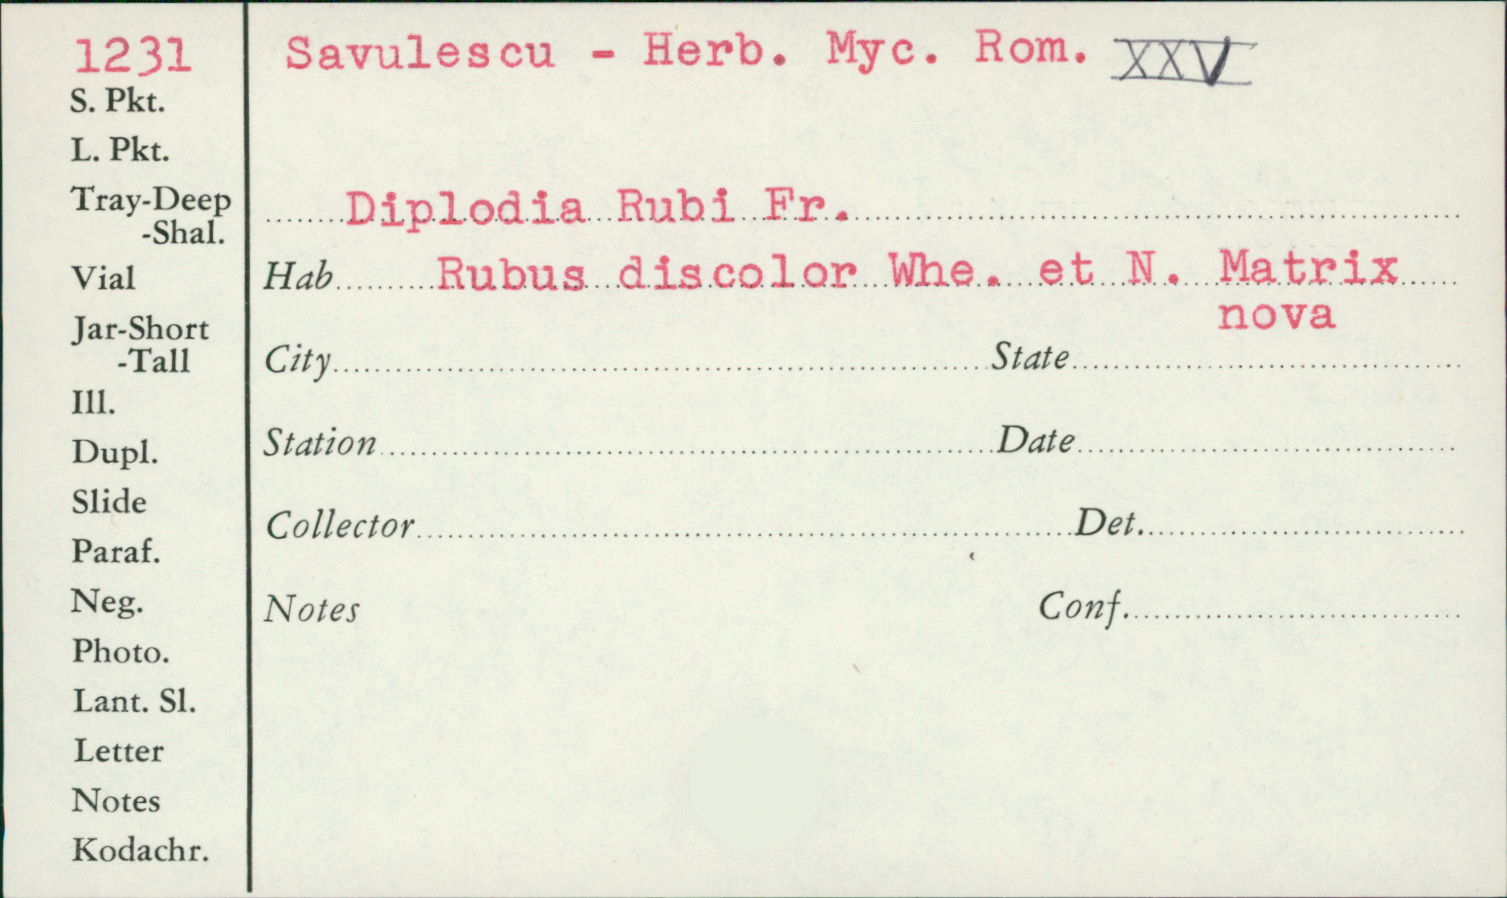 1231
Savulescu - Herb. Myc. Rom. XXV
S. Pkt.
L. Pkt.
Tray-Deep
-Shal.
Diplodia Rubi Fr.
Vial
Hab Rubus discolor Whe. et N. Matrix
nova
Jar-Short
-Tall
City State
Ill.
Dupl.
Station Date
Slide
Collector Det.
Paraf.
Neg.
Notes Conf.
Photo.
Lant. Sl.
Letter
Notes
Kodachr.